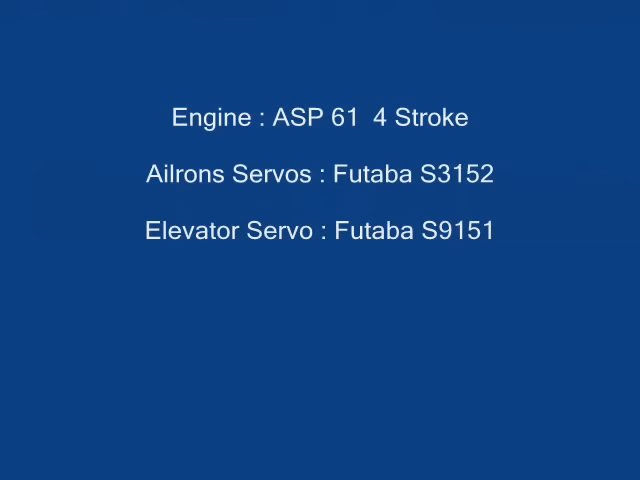 Engine : ASP 61  4 Stroke
Ailrons Servos : Futaba S3152
Elevator Servo : Futaba S9151